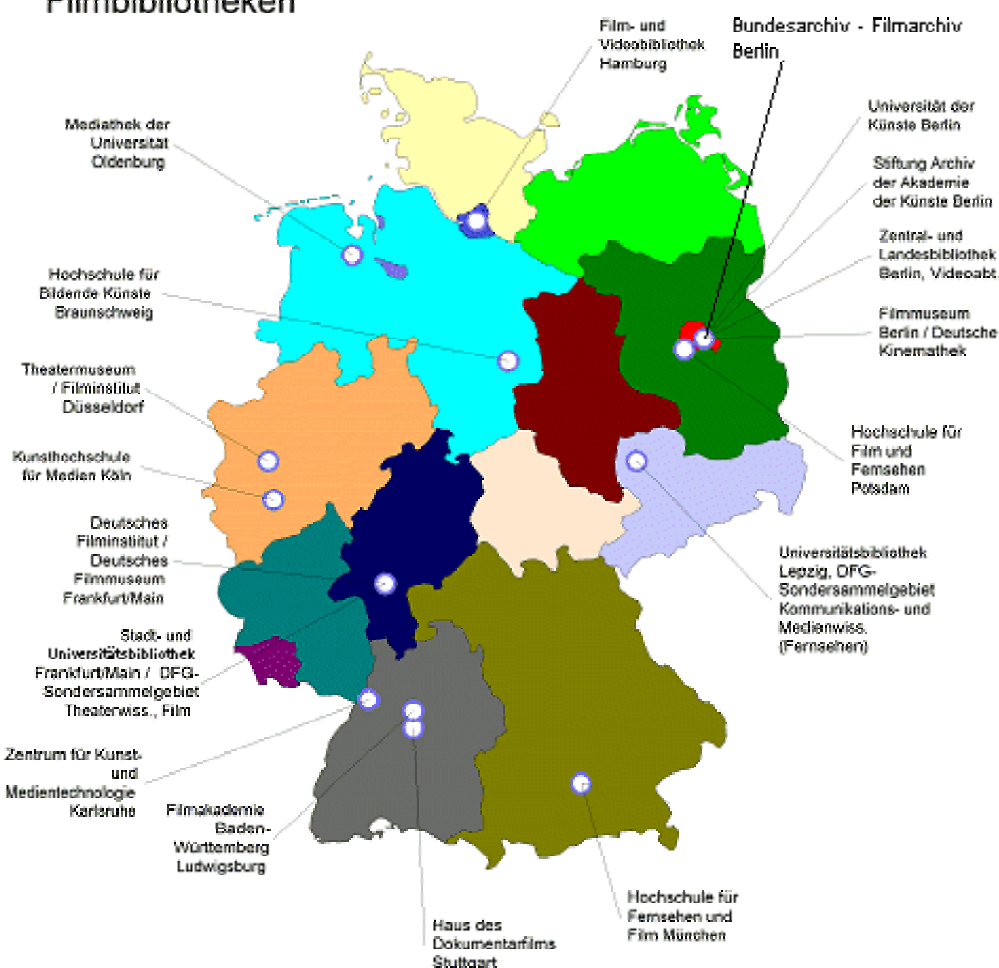 Filmbibliotheken
Film- und
Videobibliothek
Hamburg
Bundesarchiv - Filmarchiv
Berlin
Mediathek der
Universität
Oldenburg
Universität der
Künste Berlin
Stiftung Archiv
der Akademie
der Künste Berlin
Zentral- und
Landesbibliothek
Berlin, Videoabt.
Hochschule für
Bildende Künste
Braunschweig
Filmmuseum
Berlin / Deutsche
Kinemathek
Theatermuseum
/ Filminstitut
Düsseldorf
Hochschule für
Film und
Fernsehen
Potsdam
Kunsthochschule
für Medien Köln
Deutsches
Filminstiitut /
Deutsches
Filmmuseum
Frankfurt/Main
Universitätsbibliothek
Lepzig, DFG-
Sondersammelgebiet
Kommunikations- und
Medienwiss.
(Fernsehen)
Stadt- und
Universitätsbibliothek
Frankfurt/Main / DFG-
Sondersammelgebiet
Theaterwiss., Film
Zentrum für Kunst-
und
Medientechnologie
Karlsruhe
Filmakademie
Baden-
Württemberg
Ludwigsburg
Haus des
Dokumentarfilms
Stuttgart
Hochschule für
Fernsehen und
Film München